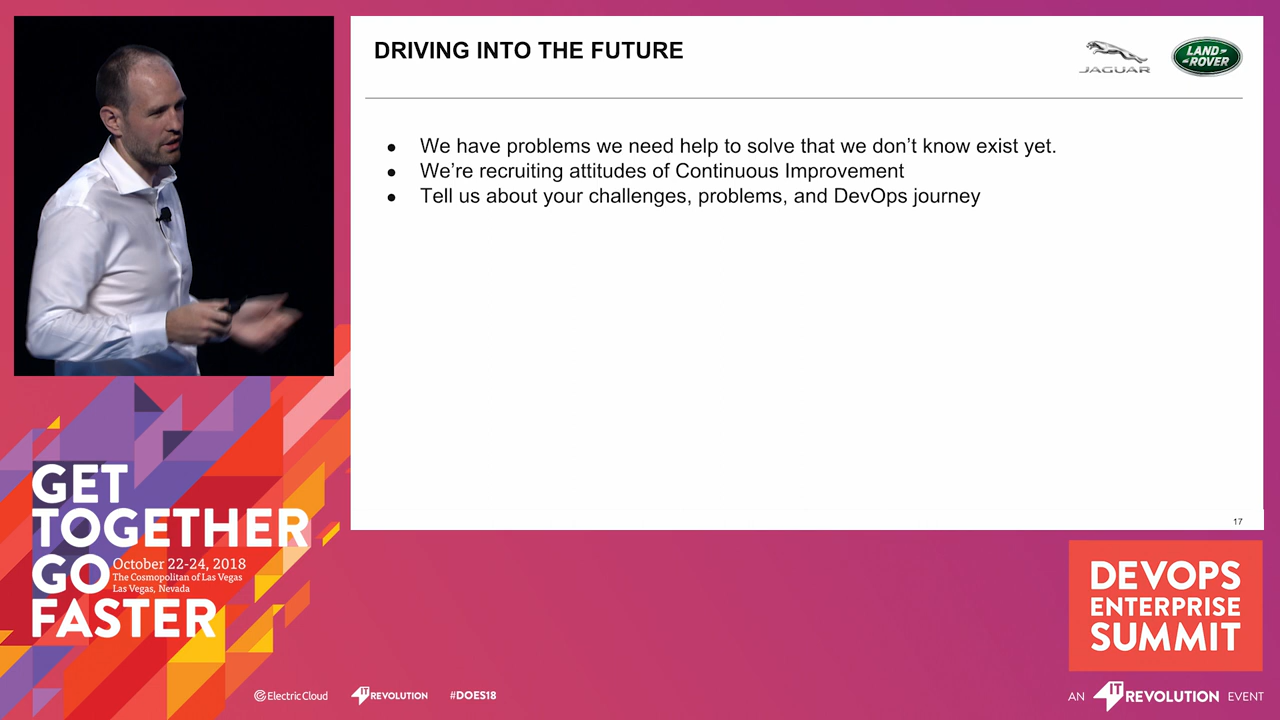 DRIVING INTO THE FUTURE
JAGUAR
LAND
ROVER
● We have problems we need help to solve that we don’t know exist yet.
● We’re recruiting attitudes of Continuous Improvement
● Tell us about your challenges, problems, and DevOps journey
17
GET
TOGETHER
GO
FASTER
October 22-24, 2018
The Cosmopolitan of Las Vegas
Las Vegas, Nevada
DEVOPS
ENTERPRISE
SUMMIT
ElectricCloud
IT REVOLUTION
#DOES18
AN IT REVOLUTION EVENT